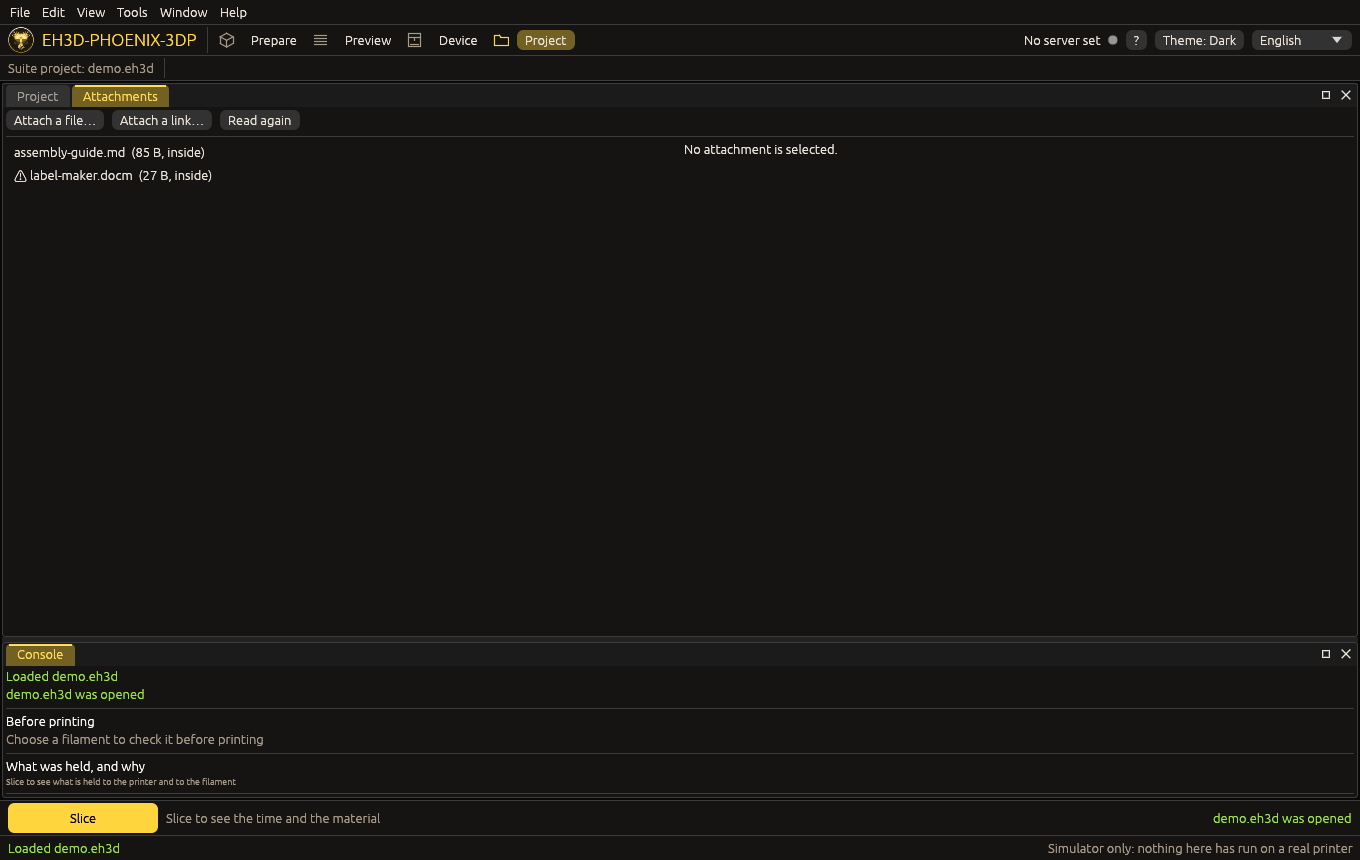 File Edit View Tools Window Help
EH3D-PHOENIX-3DP Prepare Preview Device Project No server set ? Theme: Dark English
Suite project: demo.eh3d
Project Attachments
Attach a file… Attach a link… Read again
assembly-guide.md (85 B, inside)
No attachment is selected.
label-maker.docm (27 B, inside)
Console
Loaded demo.eh3d
demo.eh3d was opened
Before printing
Choose a filament to check it before printing
What was held, and why
Slice to see what is held to the printer and to the filament
Slice Slice to see the time and the material demo.eh3d was opened
Loaded demo.eh3d Simulator only: nothing here has run on a real printer